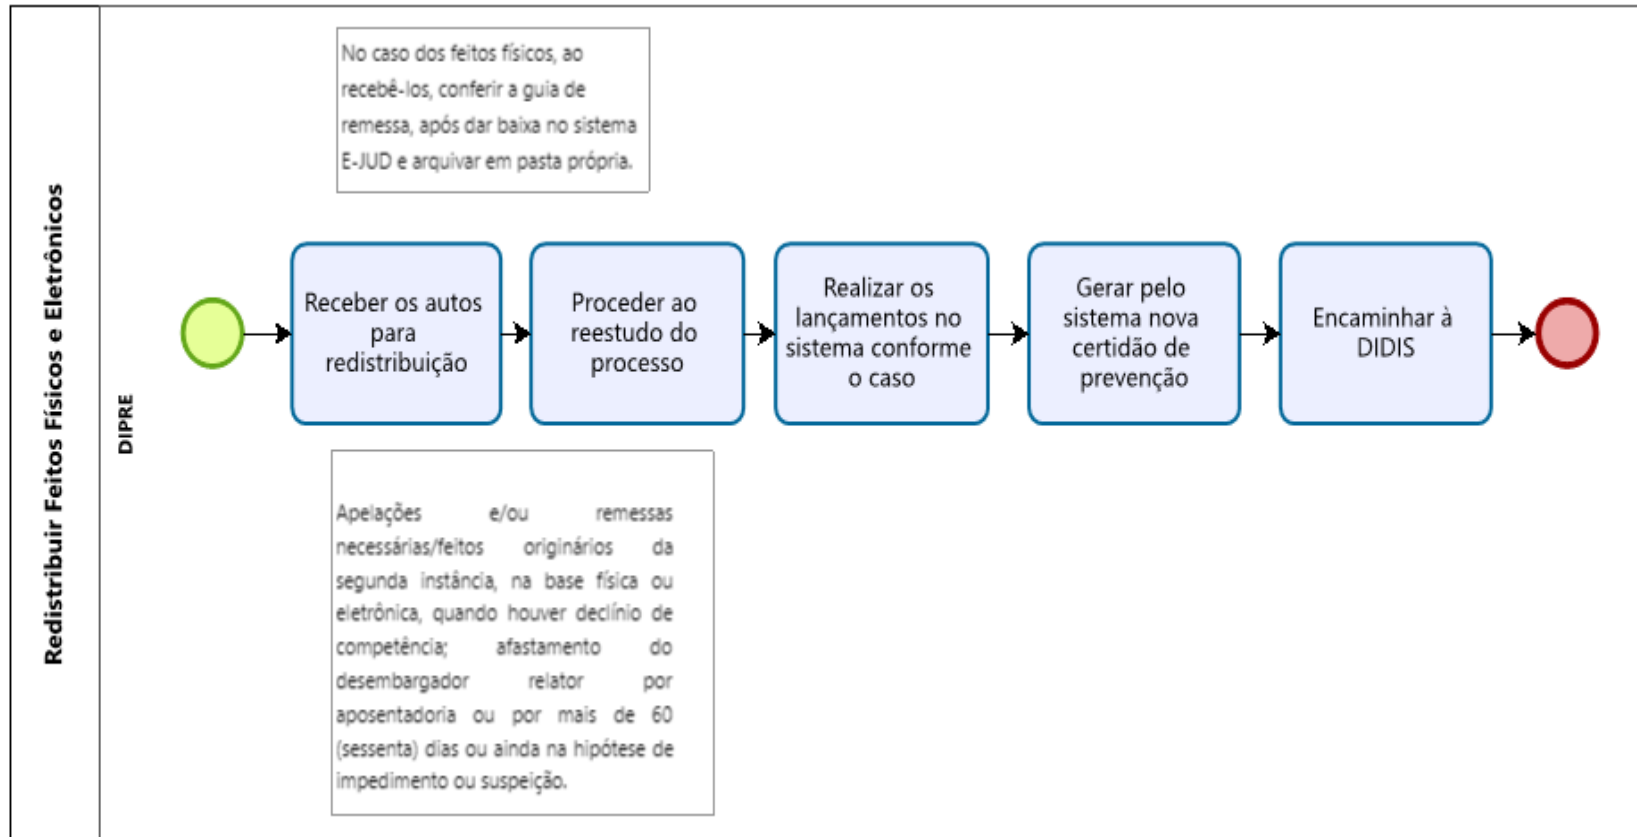 Redistribuir Feitos Físicos e Eletrônicos
DIPRE
No caso dos feitos físicos, ao
recebê-los, conferir a guia de
remessa, após dar baixa no sistema
E-JUD e arquivar em pasta própria.
Receber os autos
para
redistribuição
Proceder ao
reestudo do
processo
Realizar os
lançamentos no
sistema conforme
o caso
Gerar pelo
sistema nova
certidão de
prevenção
Encaminhar à
DIDIS
Apelações e/ou remessas
necessárias/feitos originários da
segunda instância, na base física ou
eletrônica, quando houver declínio de
competência; afastamento do
desembargador relator por
aposentadoria ou por mais de 60
(sessenta) dias ou ainda na hipótese de
impedimento ou suspeição.